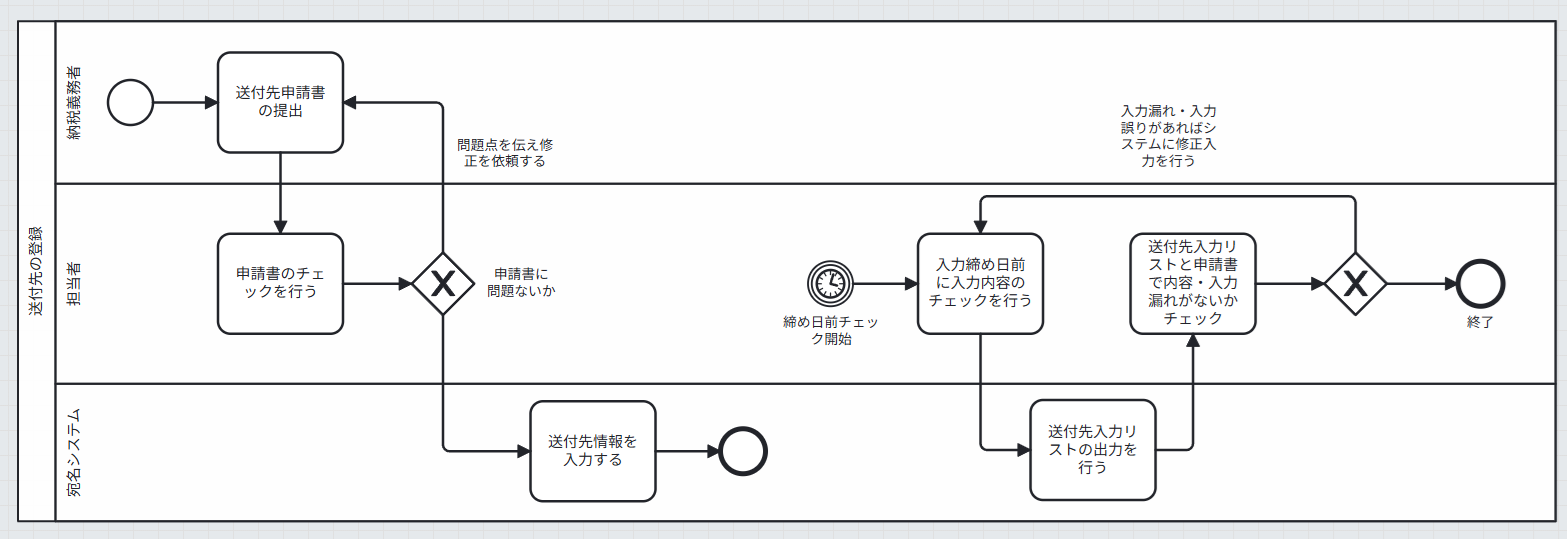 送付先の登録
納税義務者
送付先申請書
の提出
問題点を伝え修
正を依頼する
入力漏れ・入力
誤りがあればシ
ステムに修正入
力を行う
担当者
申請書のチェ
ックを行う
申請書に
問題ないか
締め日前チェッ
ク開始
入力締め日前
に入力内容の
チェックを行う
送付先入力リ
ストと申請書
で内容・入力
漏れがないか
チェック
終了
宛名システム
送付先情報を
入力する
送付先入力リ
ストの出力を
行う